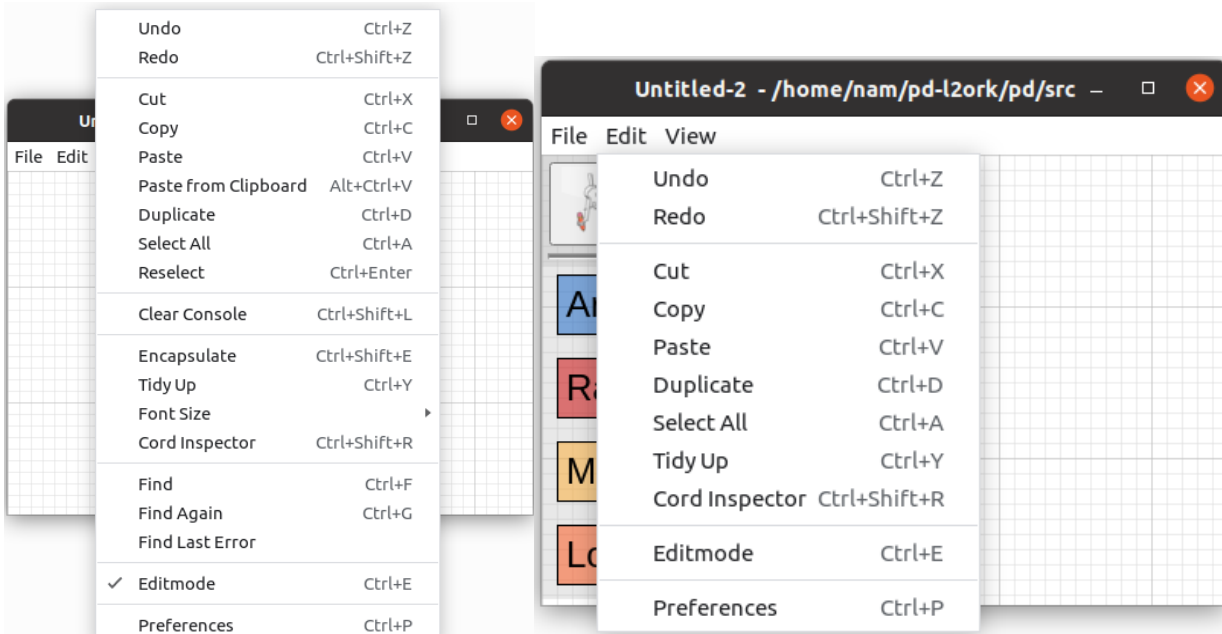 Ur
File Edit
Undo Ctrl+Z
Redo Ctrl+Shift+Z
Cut Ctrl+X
Copy Ctrl+C
Paste Ctrl+V
Paste from Clipboard Alt+Ctrl+V
Duplicate Ctrl+D
Select All Ctrl+A
Reselect Ctrl+Enter
Clear Console Ctrl+Shift+L
Encapsulate Ctrl+Shift+E
Tidy Up Ctrl+Y
Font Size
Cord Inspector Ctrl+Shift+R
Find Ctrl+F
Find Again Ctrl+G
Find Last Error
Editmode Ctrl+E
Preferences Ctrl+P
Untitled-2 - /home/nam/pd-l2ork/pd/src
File Edit View
Undo Ctrl+Z
Redo Ctrl+Shift+Z
Cut Ctrl+X
Copy Ctrl+C
Paste Ctrl+V
Duplicate Ctrl+D
Select All Ctrl+A
Tidy Up Ctrl+Y
Cord Inspector Ctrl+Shift+R
Editmode Ctrl+E
Preferences Ctrl+P